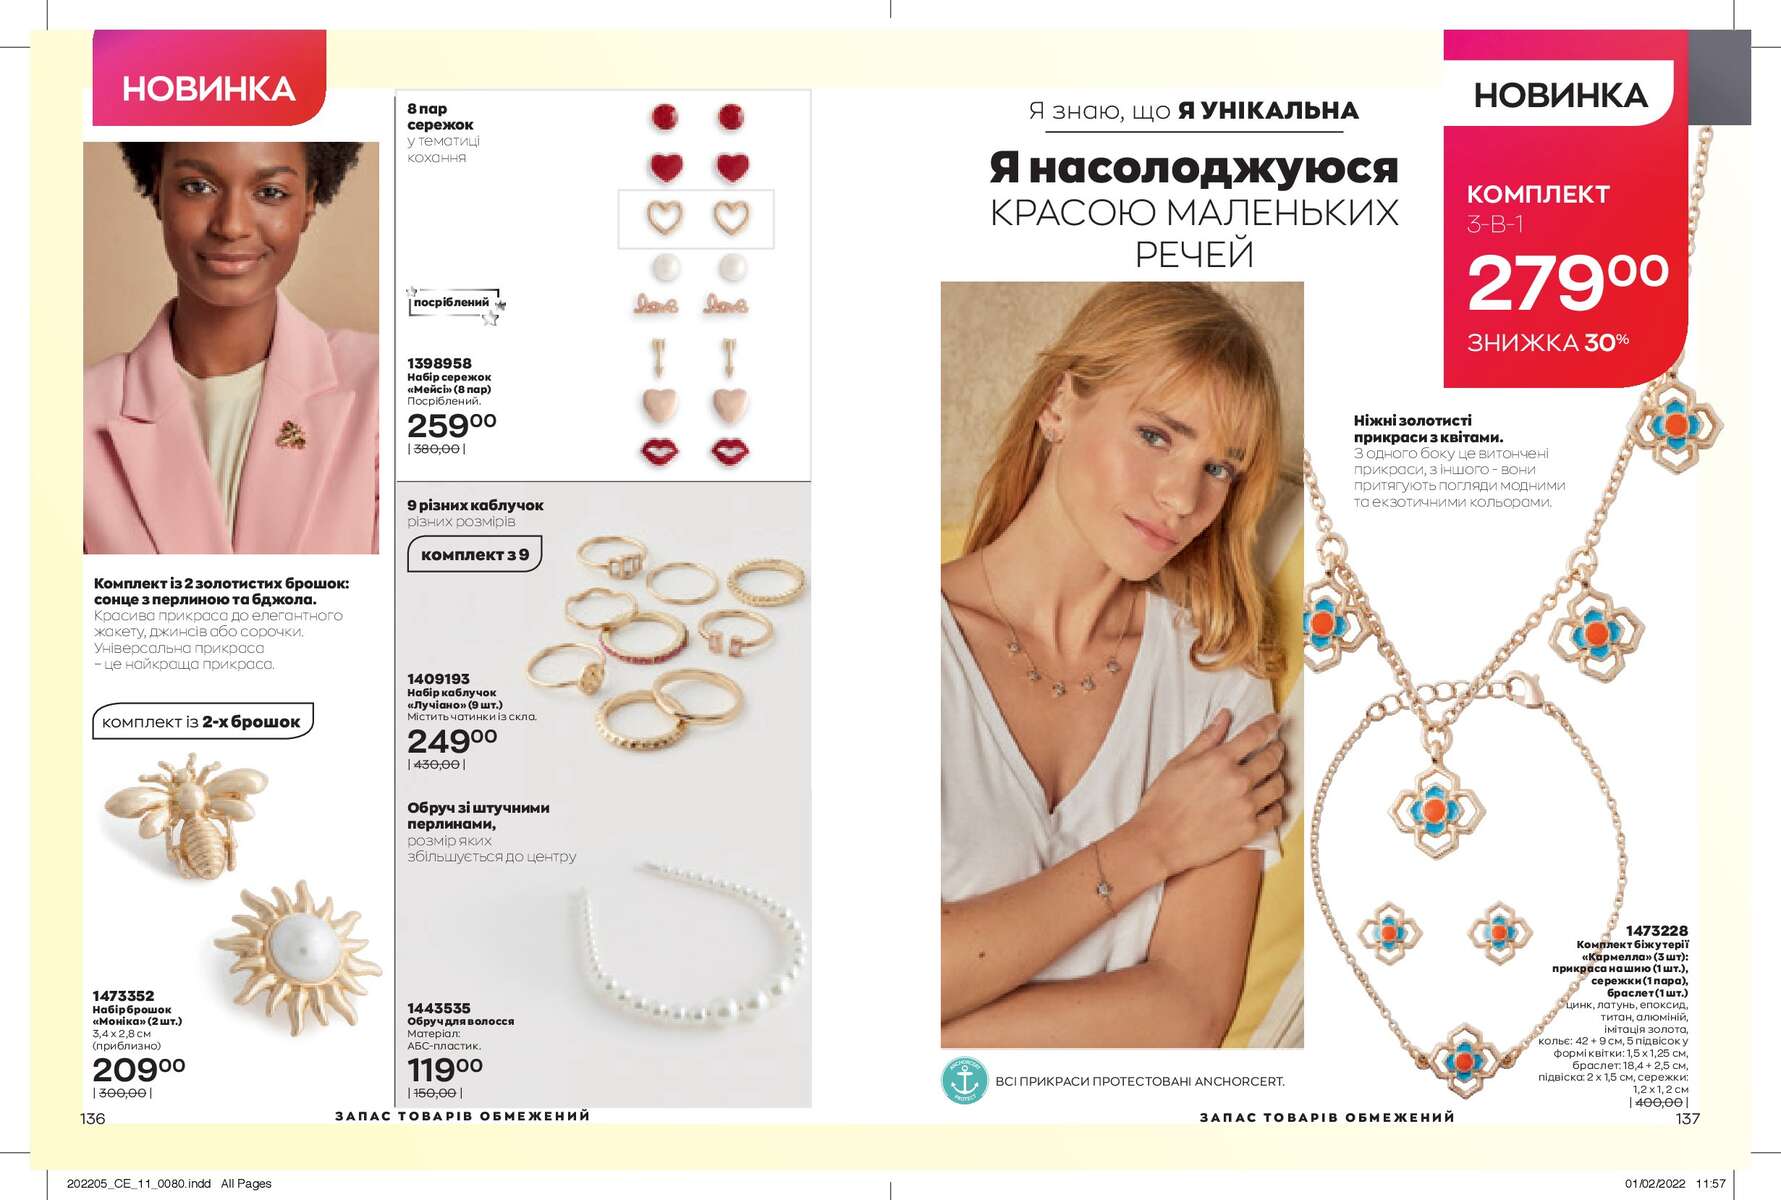 НОВИНКА
Комплект із 2 золотистих брошок:
сонце з перлиною та бджола.
Красива прикраса до елегантного
жакету, джинсів або сорочки.
Універсальна прикраса
– це найкраща прикраса.
комплект із 2-х брошок
1473352
Набір брошок
«Моніка» (2 шт.)
3,4 x 2,8 см
(приблизно)
209⁰⁰
| 300,00 |
136
8 пар
сережок
у тематиці
кохання
посріблений
love love
1398958
Набір сережок
«Мейсі» (8 пар)
Посріблений.
259⁰⁰
| 380,00 |
9 різних каблучок
різних розмірів
комплект з 9
1409193
Набір каблучок
«Лучіано» (9 шт.)
Містить чатинки із скла.
249⁰⁰
| 430,00 |
Обруч зі штучними
перлинами,
розмір яких
збільшується до центру
1443535
Обруч для волосся
Матеріал:
АБС-пластик.
119⁰⁰
| 150,00 |
ЗАПАС ТОВАРІВ ОБМЕЖЕНИЙ
Я знаю, що Я УНІКАЛЬНА
Я насолоджуюся
КРАСОЮ МАЛЕНЬКИХ
РЕЧЕЙ
НОВИНКА
КОМПЛЕКТ
3-В-1
279⁰⁰
ЗНИЖКА 30%
Ніжні золотисті
прикраси з квітами.
З одного боку це витончені
прикраси, з іншого - вони
притягують погляди модними
та екзотичними кольорами.
1473228
Комплект біжутерії
«Кармелла» (3 шт):
прикраса на шию (1 шт.),
сережки (1 пара),
браслет (1 шт.)
цинк, латунь, епоксид,
титан, алюміній,
імітація золота,
кольє: 42 + 9 см, 5 підвісок у
формі квітки: 1,5 x 1,25 см,
браслет: 18,4 + 2,5 см,
підвіска: 2 x 1,5 см, сережки:
1,2 x 1,2 см
| 400,00 |
ANCHORCERT
PROTECT
ВСІ ПРИКРАСИ ПРОТЕСТОВАНІ ANCHORCERT.
ЗАПАС ТОВАРІВ ОБМЕЖЕНИЙ
137
202205_CE_11_0080.indd   All Pages
01/02/2022   11:57